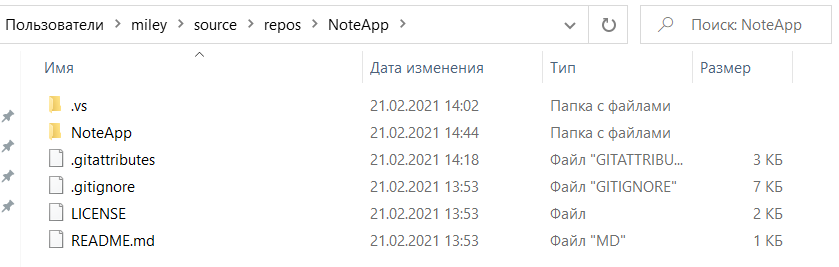 Пользователи > miley > source > repos > NoteApp > Поиск: NoteApp
Имя Дата изменения Тип Размер
.vs 21.02.2021 14:02 Папка с файлами
NoteApp 21.02.2021 14:44 Папка с файлами
.gitattributes 21.02.2021 14:18 Файл "GITATTRIBU... 3 КБ
.gitignore 21.02.2021 13:53 Файл "GITIGNORE" 7 КБ
LICENSE 21.02.2021 13:53 Файл 2 КБ
README.md 21.02.2021 13:53 Файл "MD" 1 КБ